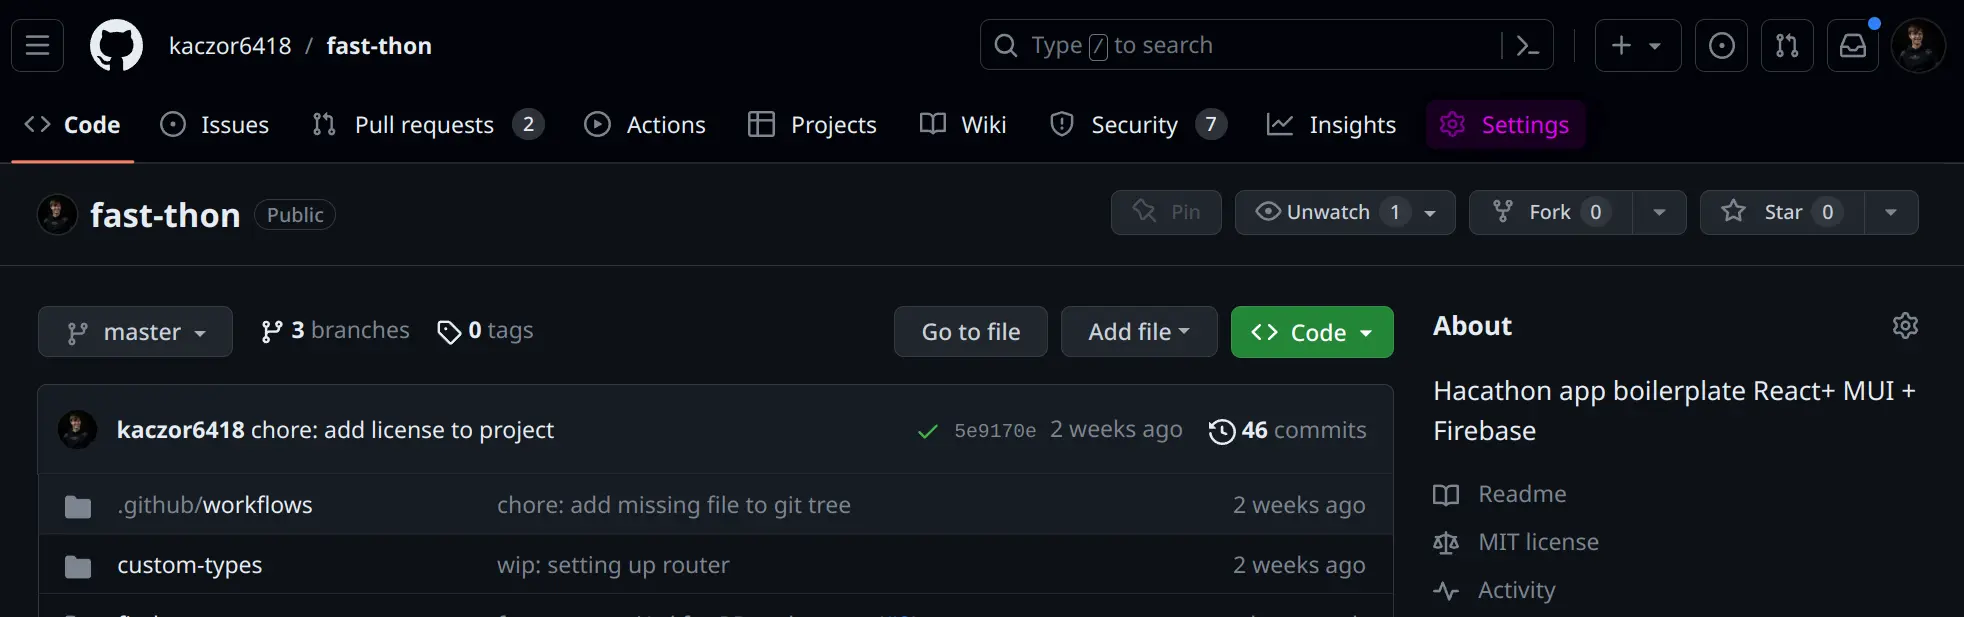 kaczor6418 / fast-thon Type / to search
Code Issues Pull requests 2 Actions Projects Wiki Security 7 Insights Settings
fast-thon Public Pin Unwatch 1 Fork 0 Star 0
master 3 branches 0 tags Go to file Add file Code
About
Hacathon app boilerplate React+ MUI +
Firebase
Readme
MIT license
Activity
kaczor6418 chore: add license to project 5e9170e 2 weeks ago 46 commits
.github/workflows chore: add missing file to git tree 2 weeks ago
custom-types wip: setting up router 2 weeks ago